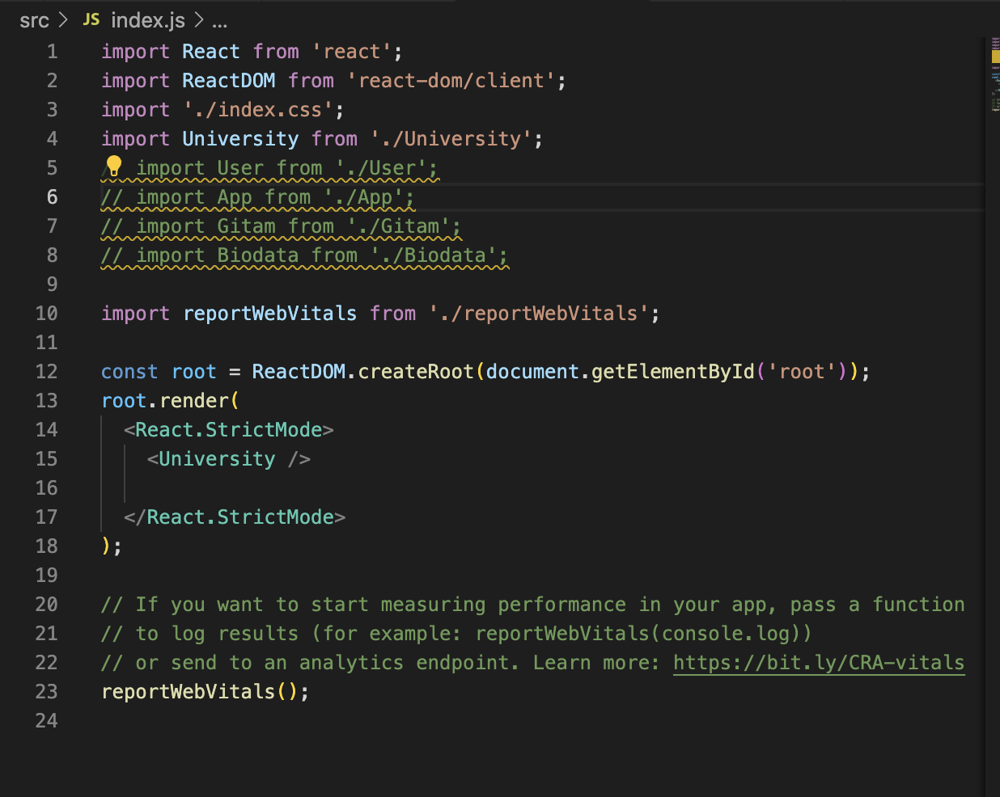 src > JS index.js > ...
1 import React from 'react';
2 import ReactDOM from 'react-dom/client';
3 import './index.css';
4 import University from './University';
5 / import User from './User';
6 // import App from './App';
7 // import Gitam from './Gitam';
8 // import Biodata from './Biodata';
9
10 import reportWebVitals from './reportWebVitals';
11
12 const root = ReactDOM.createRoot(document.getElementById('root'));
13 root.render(
14   <React.StrictMode>
15     <University />
16
17   </React.StrictMode>
18 );
19
20 // If you want to start measuring performance in your app, pass a function
21 // to log results (for example: reportWebVitals(console.log))
22 // or send to an analytics endpoint. Learn more: https://bit.ly/CRA-vitals
23 reportWebVitals();
24